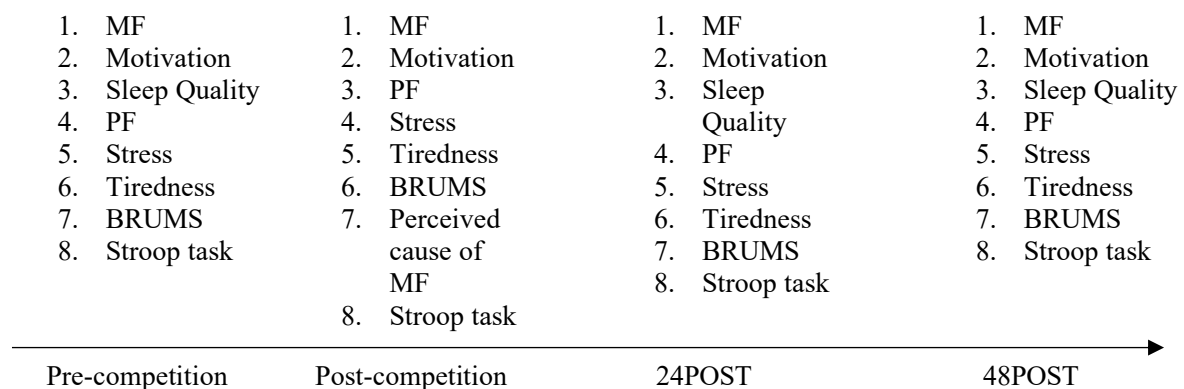 1. MF
2. Motivation
3. Sleep Quality
4. PF
5. Stress
6. Tiredness
7. BRUMS
8. Stroop task
1. MF
2. Motivation
3. PF
4. Stress
5. Tiredness
6. BRUMS
7. Perceived
cause of
MF
8. Stroop task
1. MF
2. Motivation
3. Sleep
Quality
4. PF
5. Stress
6. Tiredness
7. BRUMS
8. Stroop task
1. MF
2. Motivation
3. Sleep Quality
4. PF
5. Stress
6. Tiredness
7. BRUMS
8. Stroop task
Pre-competition
Post-competition
24POST
48POST